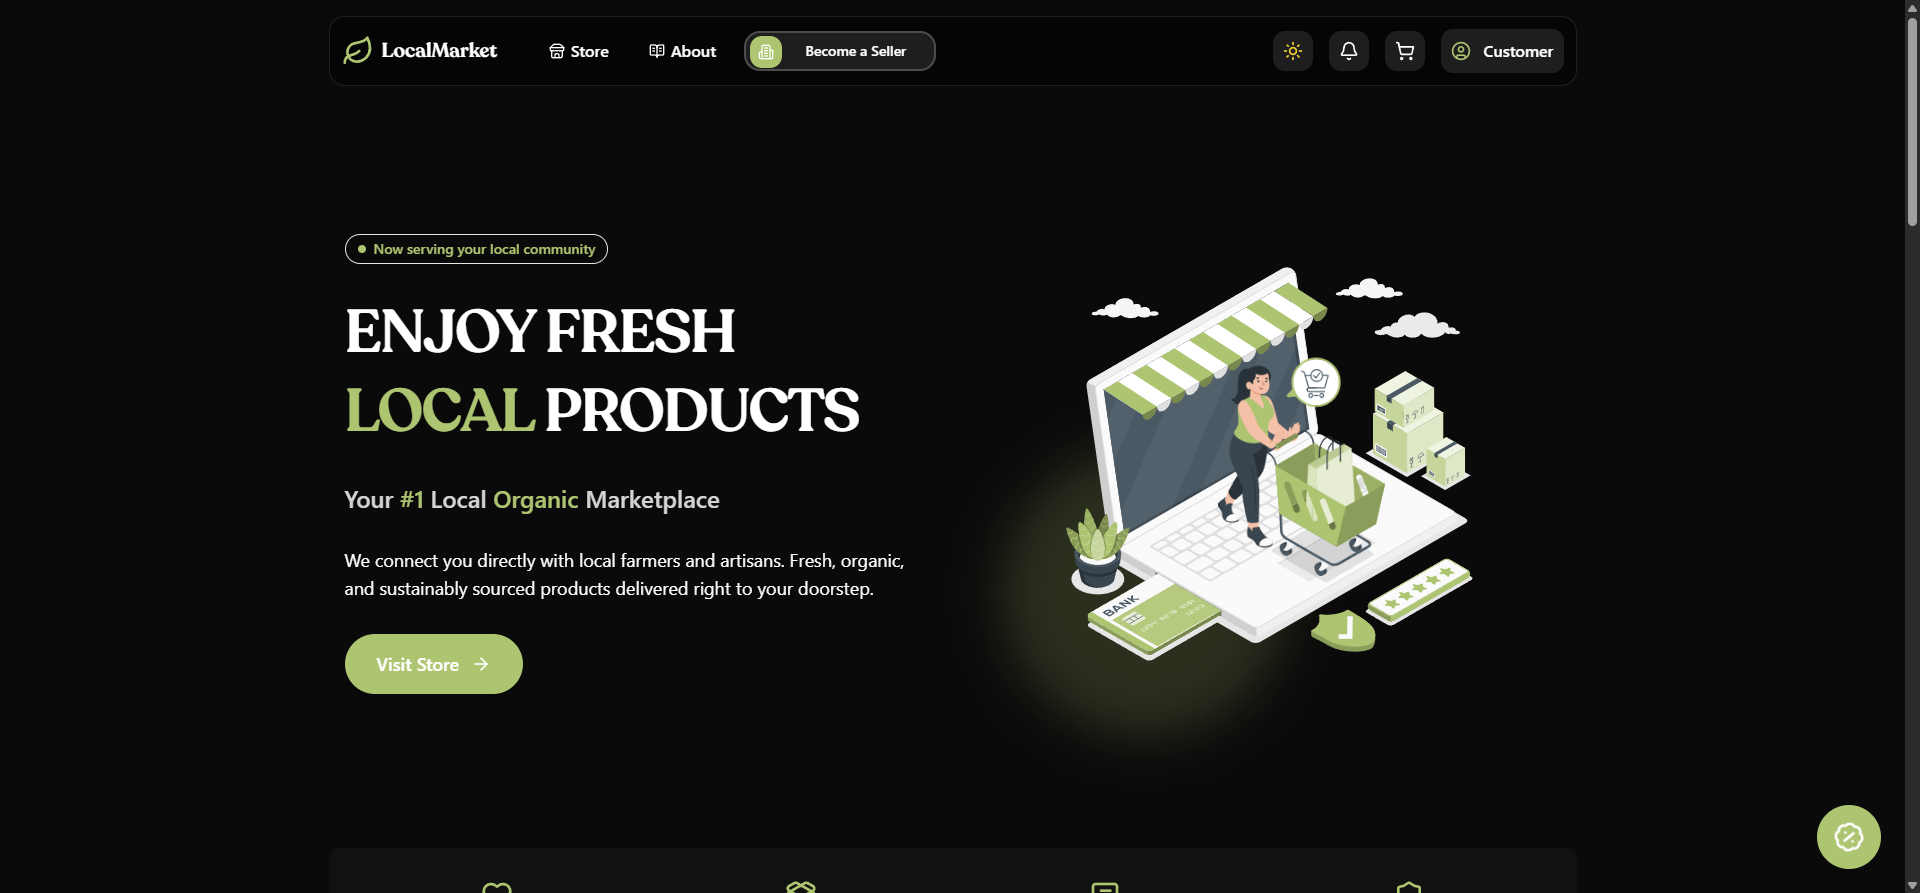 LocalMarket
Store
About
Become a Seller
Customer
Now serving your local community
ENJOY FRESH
LOCAL PRODUCTS
Your #1 Local Organic Marketplace
We connect you directly with local farmers and artisans. Fresh, organic,
and sustainably sourced products delivered right to your doorstep.
Visit Store
BANK